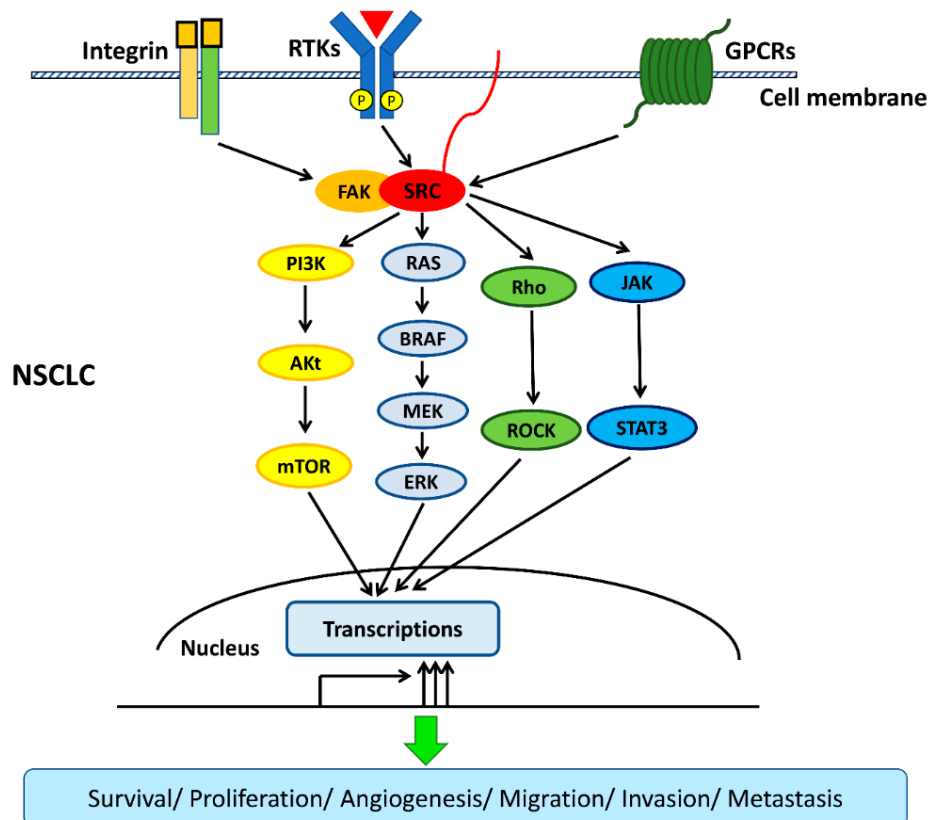 Integrin
RTKs
GPCRs
Cell membrane
P
P
FAK
SRC
PI3K
RAS
Rho
JAK
BRAF
AKt
NSCLC
MEK
ROCK
STAT3
mTOR
ERK
Transcriptions
Nucleus
Survival/ Proliferation/ Angiogenesis/ Migration/ Invasion/ Metastasis